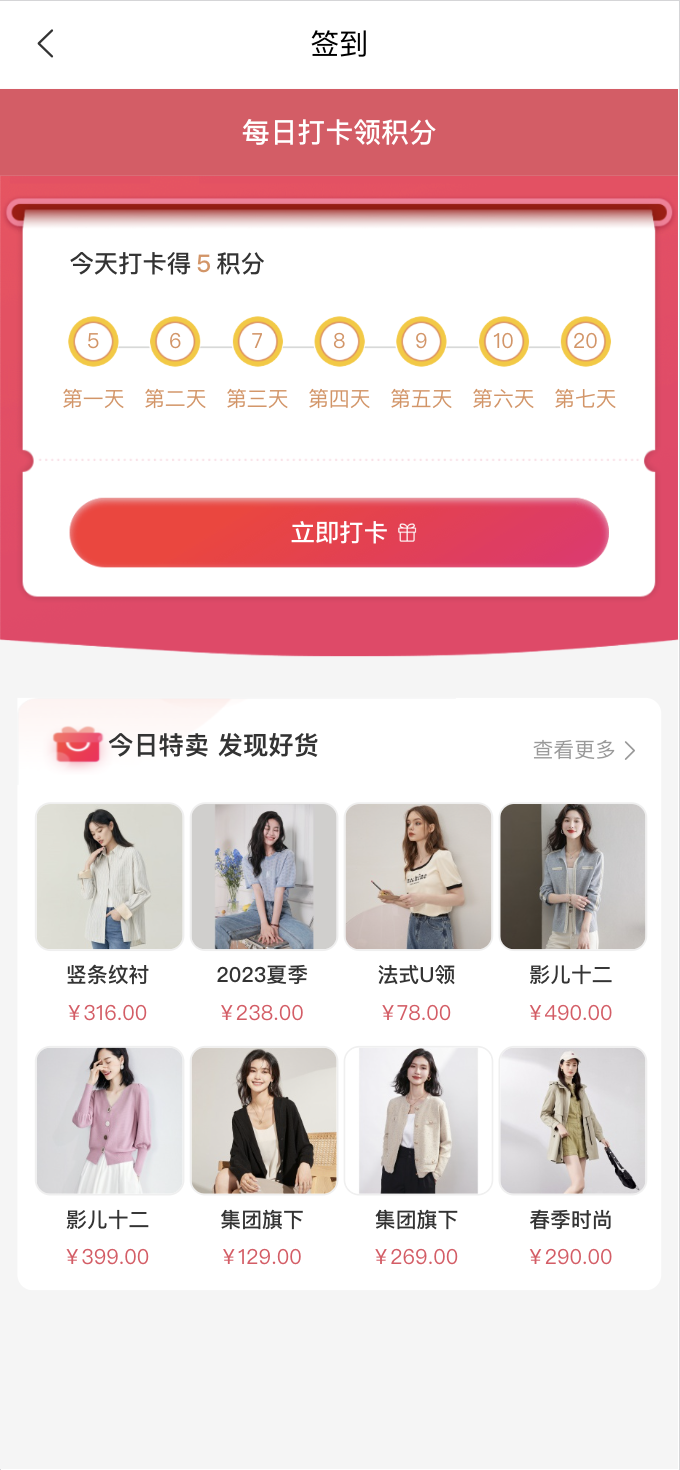 签到
每日打卡领积分
今天打卡得 5 积分
5 6 7 8 9 10 20
第一天 第二天 第三天 第四天 第五天 第六天 第七天
立即打卡
今日特卖 发现好货 查看更多
竖条纹衬 2023夏季 法式U领 影儿十二
￥316.00 ￥238.00 ￥78.00 ￥490.00
影儿十二 集团旗下 集团旗下 春季时尚
￥399.00 ￥129.00 ￥269.00 ￥290.00